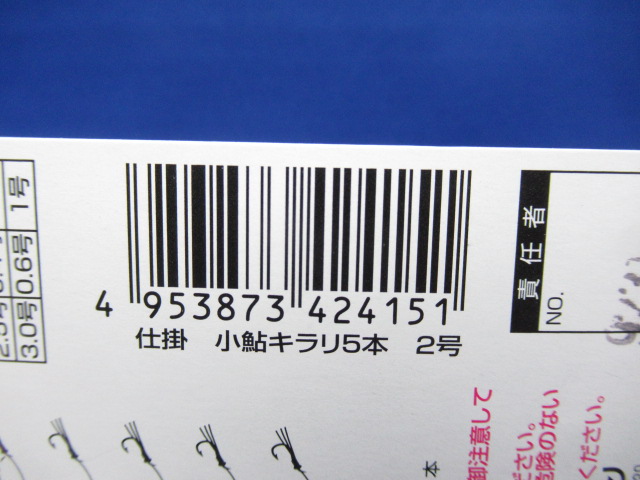 4 953873 424151
仕掛 小鮎キラリ5本 2号
1号
0.6号
3.0号
責任者
NO.
御注意して
ださい。
危険のない
ください。
本